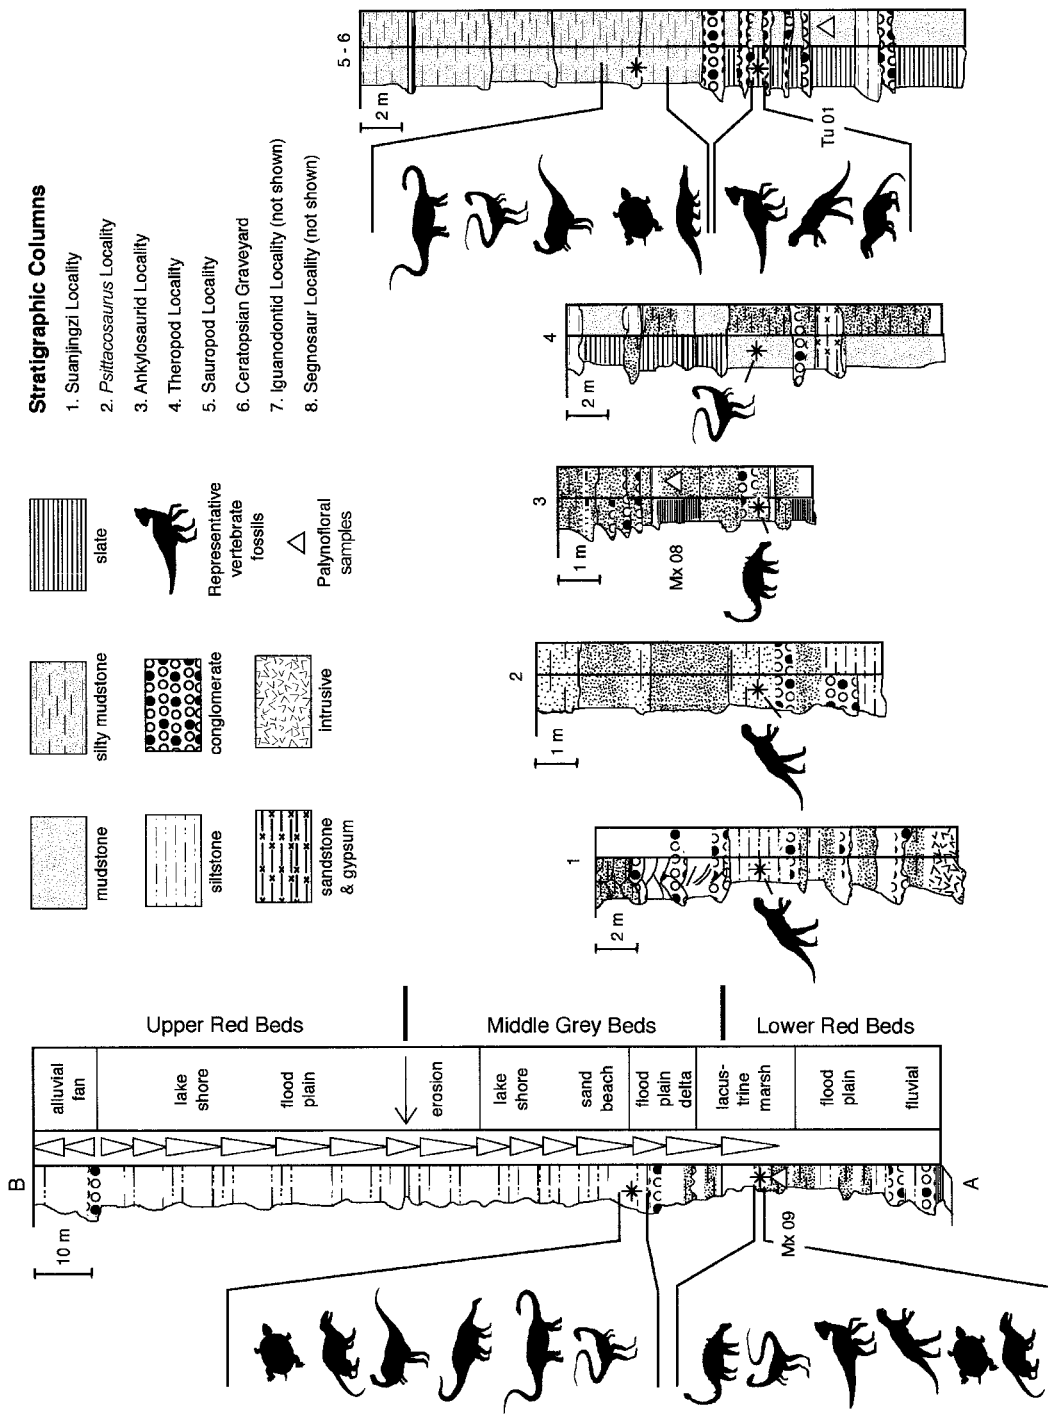 Stratigraphic Columns
1. Suanjingzi Locality
2. Psittacosaurus Locality
3. Ankylosaurid Locality
4. Theropod Locality
5. Sauropod Locality
6. Ceratopsian Graveyard
7. Iguanodontid Locality (not shown)
8. Segnosaur Locality (not shown)
mudstone
silty mudstone
slate
siltstone
conglomerate
Representative
vertebrate
fossils
sandstone
& gypsum
intrusive
Palynofloral
samples
B
10 m
alluvial
fan
lake
shore
flood
plain
erosion
lake
shore
sand
beach
flood
plain
delta
lacus-
trine
marsh
flood
plain
fluvial
Upper Red Beds
Middle Grey Beds
Lower Red Beds
Mx 09
A
1
2 m
2
1 m
3
1 m
Mx 08
4
2 m
5 - 6
2 m
Tu 01